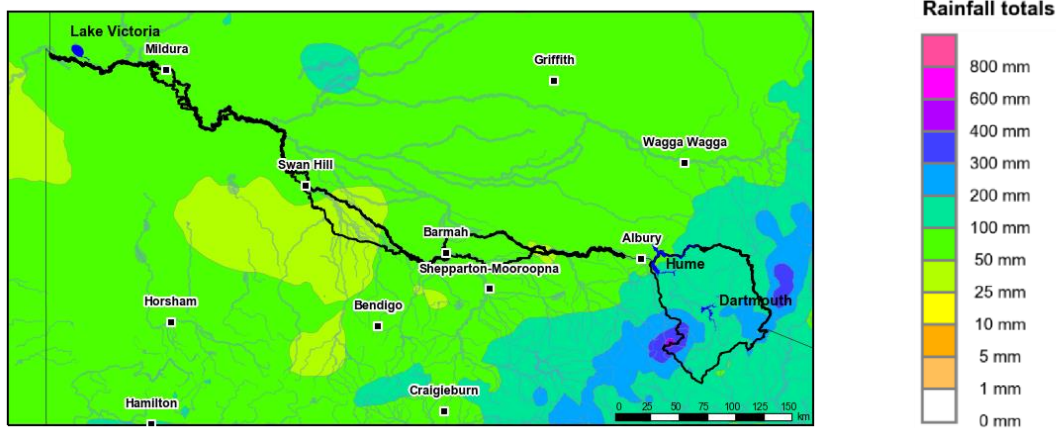 Rainfall totals
Lake Victoria
Mildura
Griffith
Wagga Wagga
Swan Hill
Barmah
Albury
Hume
Shepparton-Mooroopna
Dartmouth
Horsham
Bendigo
Craigieburn
Hamilton
0 25 50 75 100 125 150
km
800 mm
600 mm
400 mm
300 mm
200 mm
100 mm
50 mm
25 mm
10 mm
5 mm
1 mm
0 mm